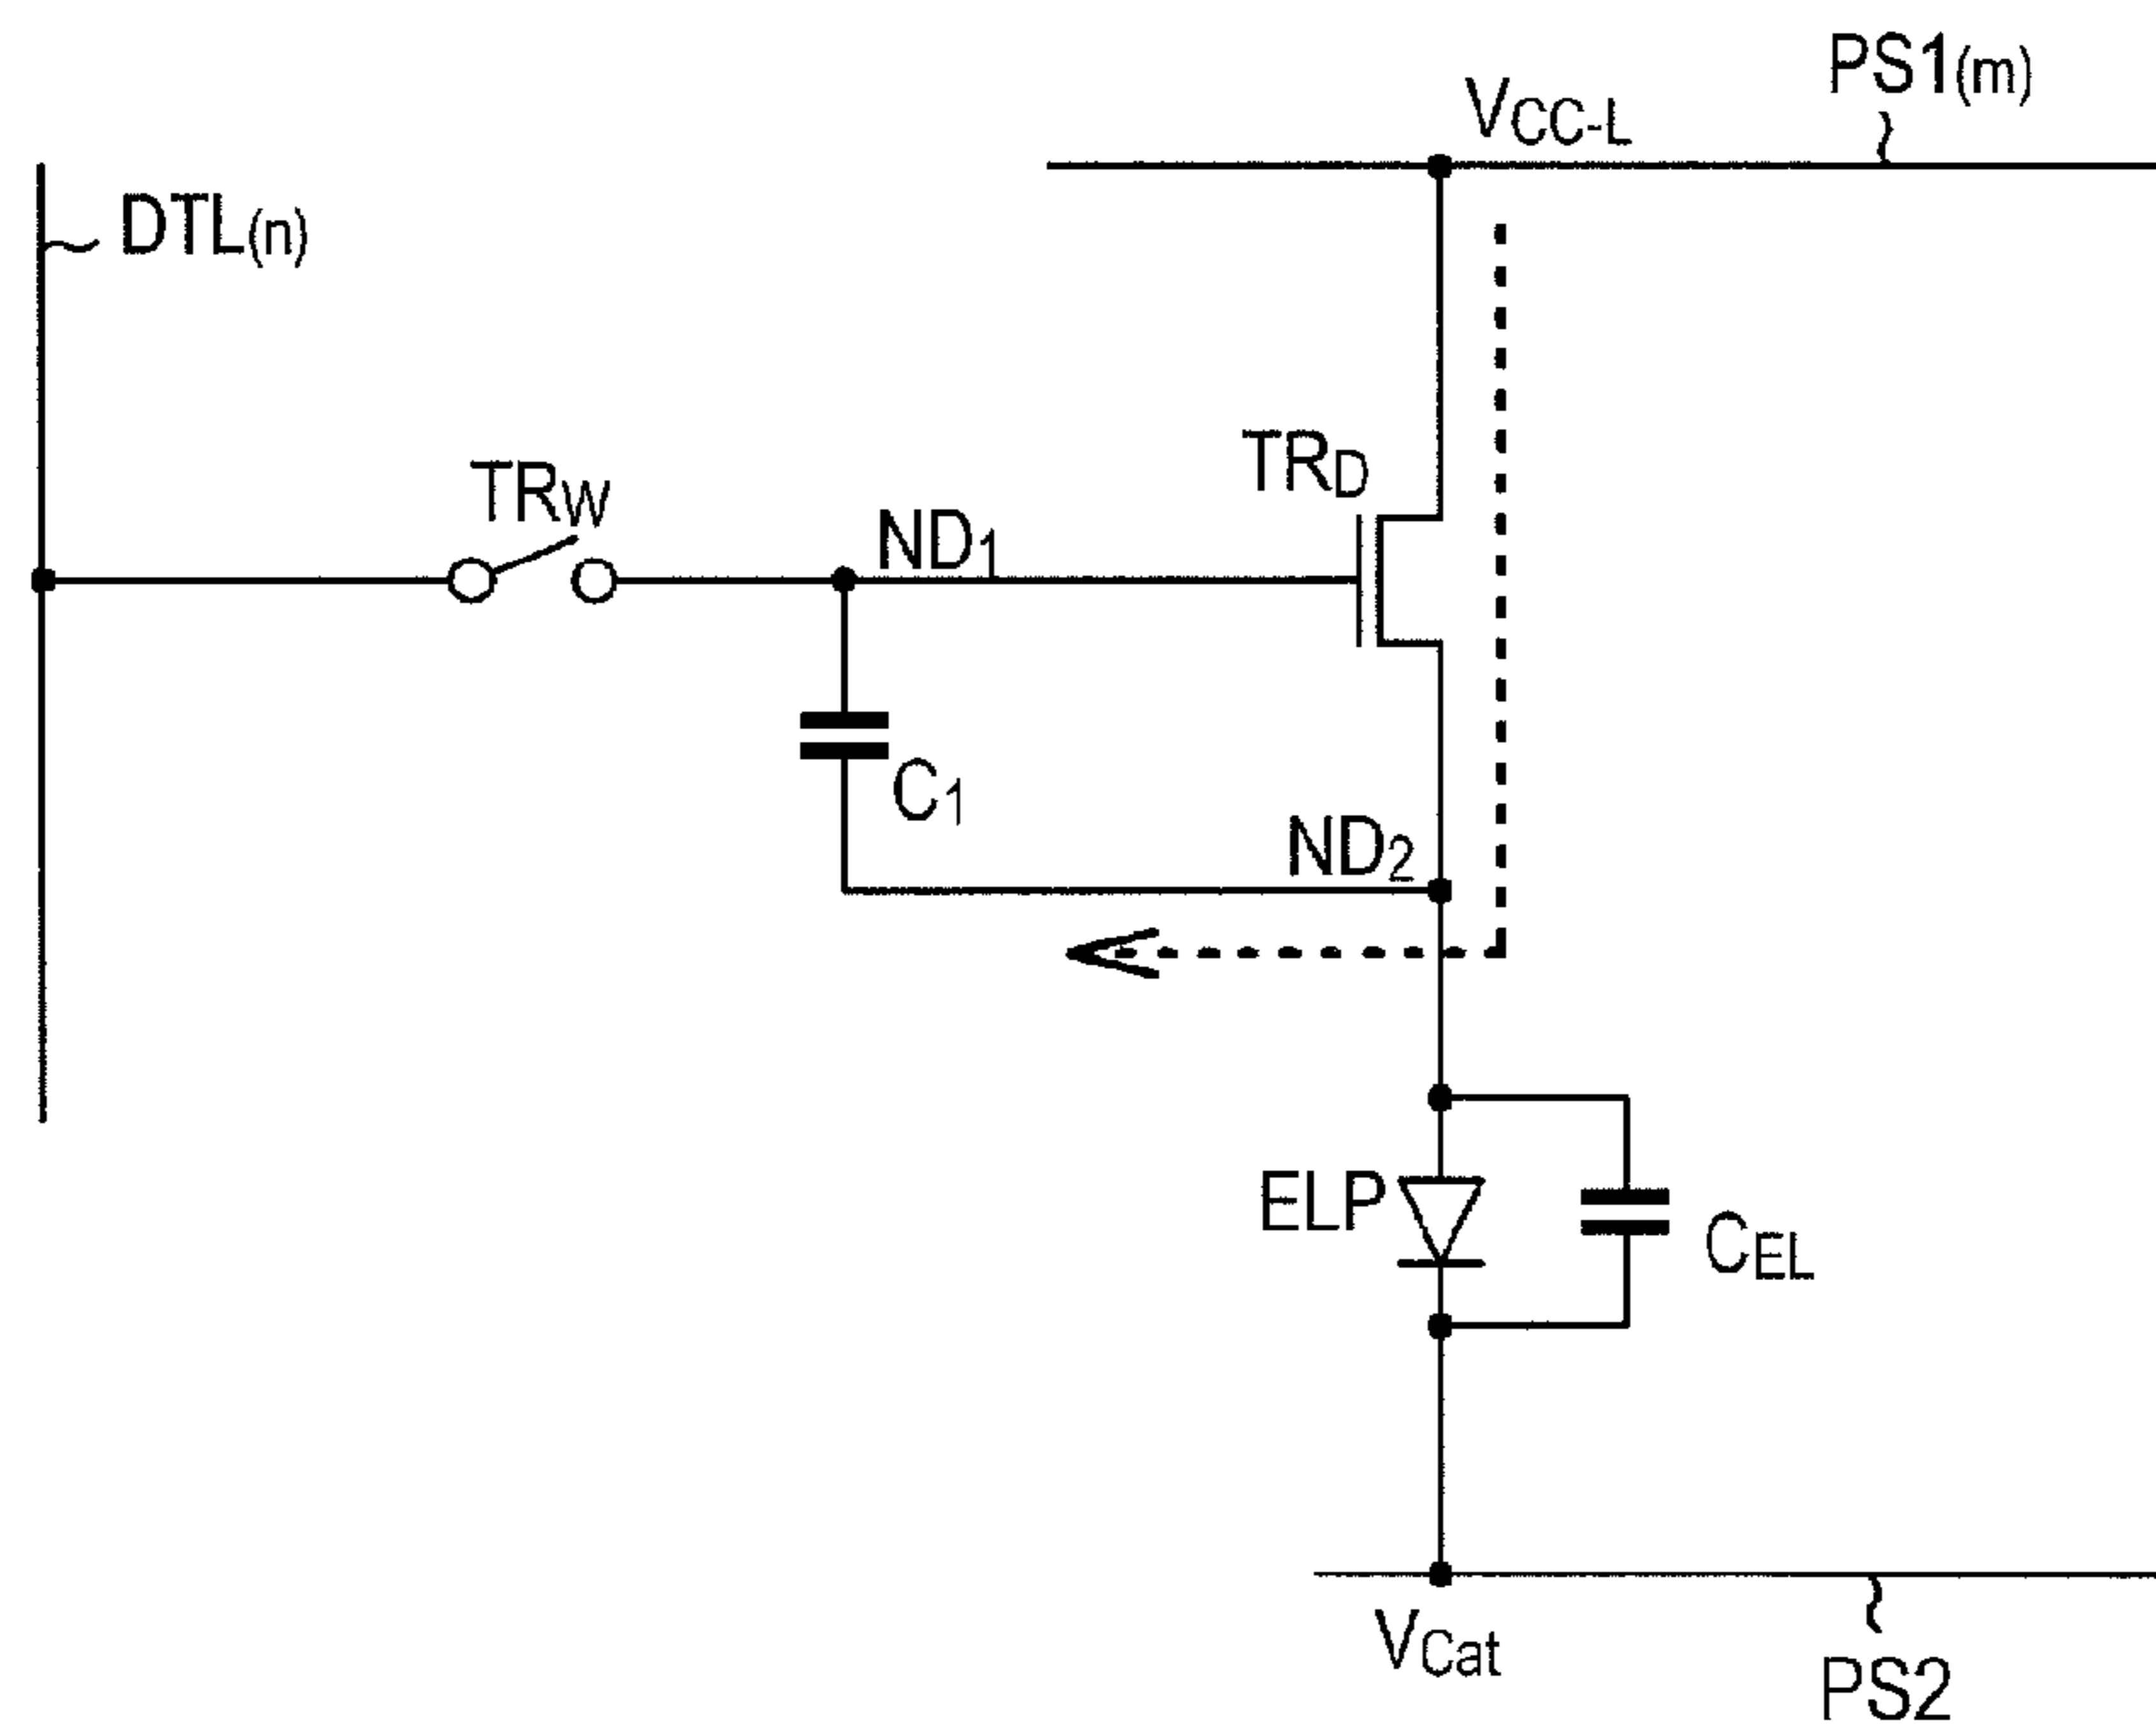 PS1(m)
VCC-L
DTL(n)
TRD
TRW
ND1
C1
ND2
ELP
CEL
VCat
PS2